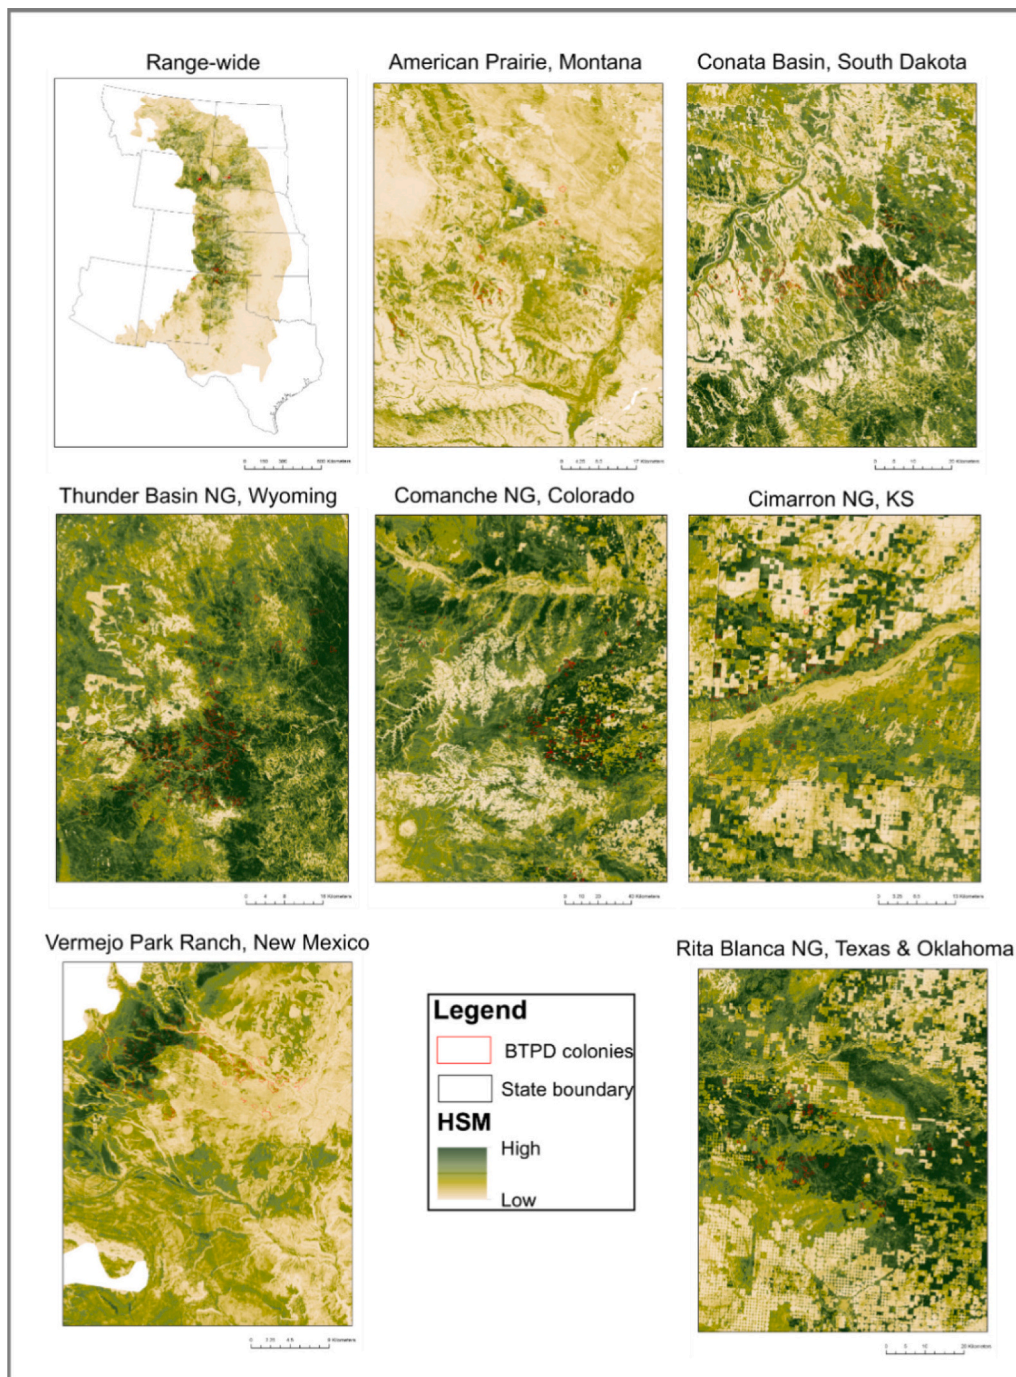 Range-wide
American Prairie, Montana
Conata Basin, South Dakota
Thunder Basin NG, Wyoming
Comanche NG, Colorado
Cimarron NG, KS
Vermejo Park Ranch, New Mexico
Rita Blanca NG, Texas & Oklahoma
Legend
BTPD colonies
State boundary
HSM
High
Low